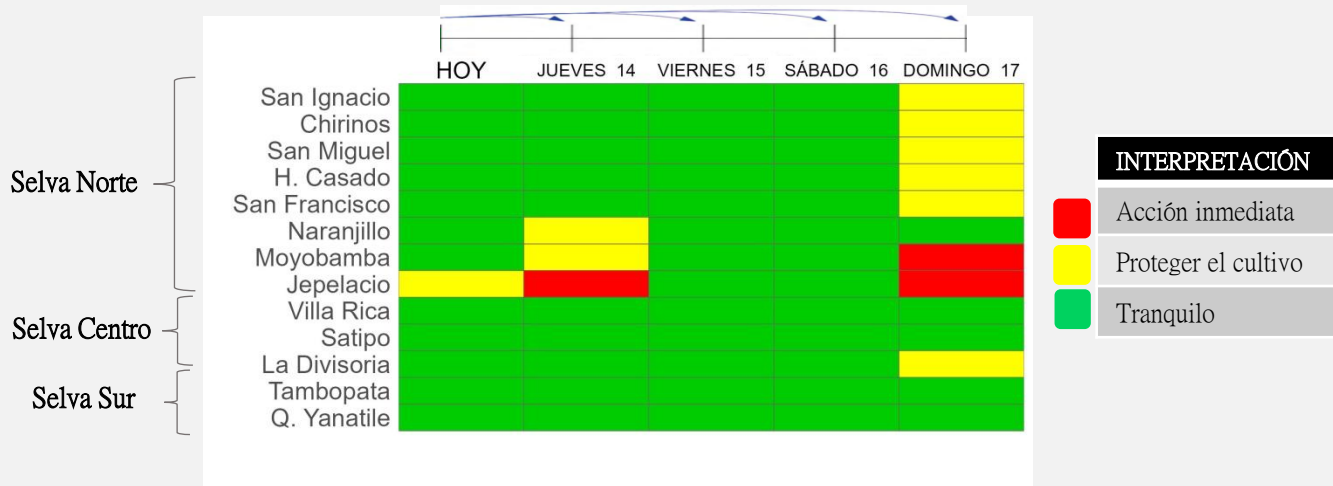 HOY JUEVES 14 VIERNES 15 SÁBADO 16 DOMINGO 17
San Ignacio
Chirinos
San Miguel
H. Casado
San Francisco
Naranjillo
Moyobamba
Jepelacio
Villa Rica
Satipo
La Divisoria
Tambopata
Q. Yanatile
Selva Norte
Selva Centro
Selva Sur
INTERPRETACIÓN
Acción inmediata
Proteger el cultivo
Tranquilo